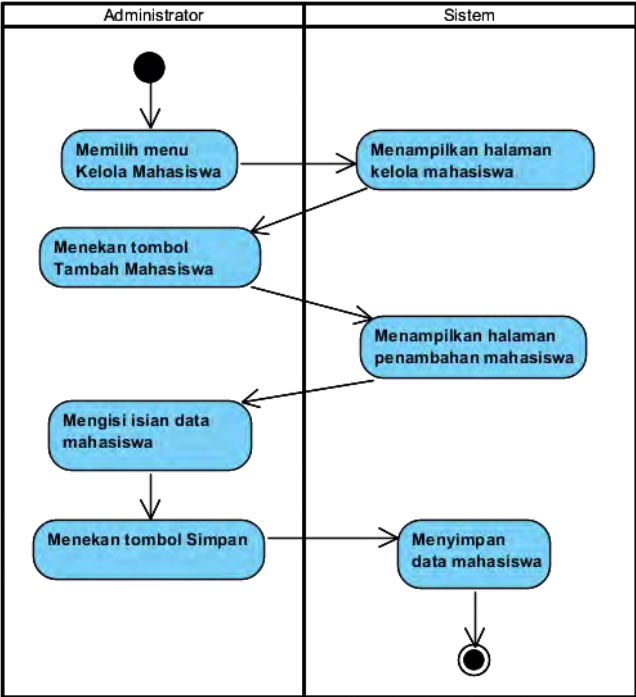 Administrator
Sistem
Memilih menu
Kelola Mahasiswa
Menampilkan halaman
kelola mahasiswa
Menekan tombol
Tambah Mahasiswa
Menampilkan halaman
penambahan mahasiswa
Mengisi isian data
mahasiswa
Menekan tombol Simpan
Menyimpan
data mahasiswa